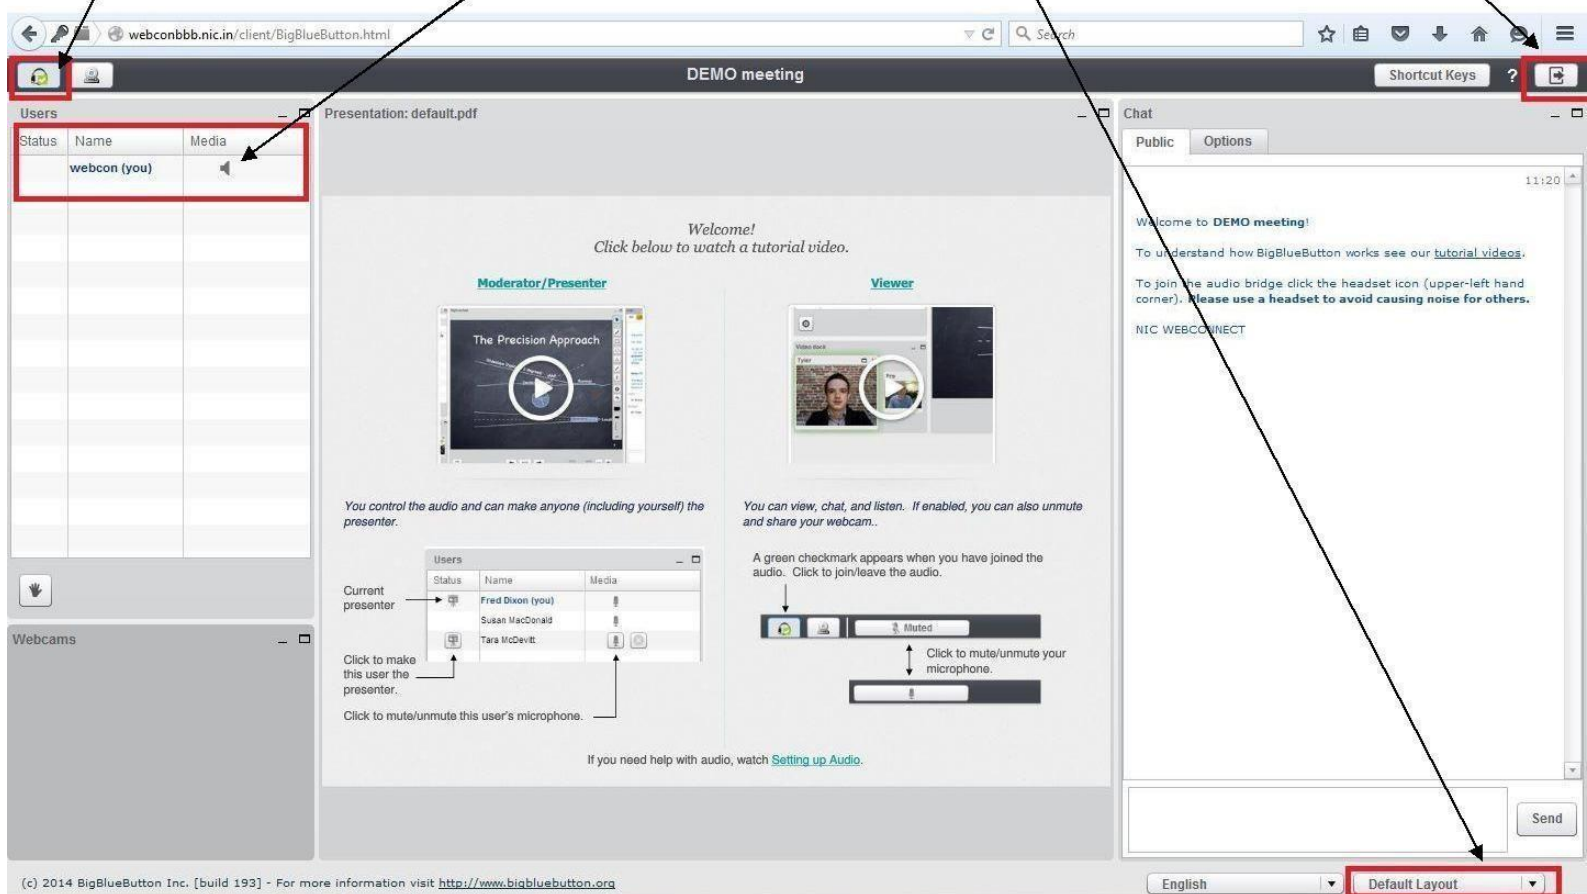 webconbbb.nic.in/client/BigBlueButton.html
Search
DEMO meeting
Shortcut Keys
?
Users
Status Name Media
webcon (you)
Webcams
Presentation: default.pdf
Welcome!
Click below to watch a tutorial video.
Moderator/Presenter
The Precision Approach
You control the audio and can make anyone (including yourself) the
presenter.
Users
Status Name Media
Fred Dixon (you)
Susan MacDonald
Tara McDevitt
Current
presenter
Click to make
this user the
presenter.
Click to mute/unmute this user's microphone.
Viewer
Video dock
Tyler
You can view, chat, and listen. If enabled, you can also unmute
and share your webcam..
A green checkmark appears when you have joined the
audio. Click to join/leave the audio.
Muted
Click to mute/unmute your
microphone.
If you need help with audio, watch Setting up Audio.
Chat
Public Options
11:20
Welcome to DEMO meeting!
To understand how BigBlueButton works see our tutorial videos.
To join the audio bridge click the headset icon (upper-left hand
corner). Please use a headset to avoid causing noise for others.
NIC WEBCONNECT
Send
(c) 2014 BigBlueButton Inc. [build 193] - For more information visit http://www.bigbluebutton.org
English
Default Layout